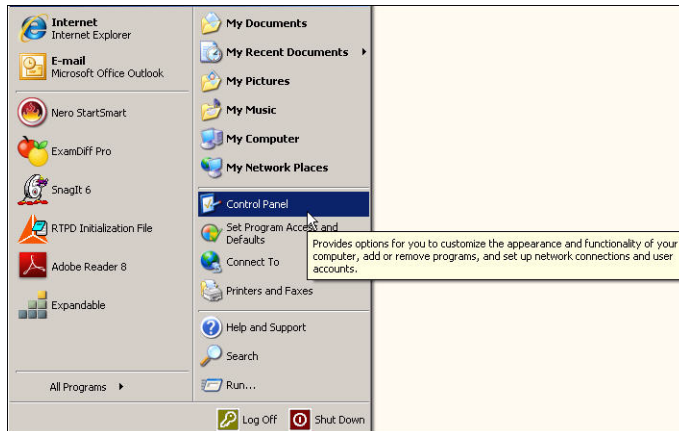 Internet
Internet Explorer
E-mail
Microsoft Office Outlook
Nero StartSmart
ExamDiff Pro
SnagIt 6
RTPD Initialization File
Adobe Reader 8
Expandable
All Programs
My Documents
My Recent Documents
My Pictures
My Music
My Computer
My Network Places
Control Panel
Set Program Access and
Defaults
Connect To
Printers and Faxes
Help and Support
Search
Run...
Provides options for you to customize the appearance and functionality of your
computer, add or remove programs, and set up network connections and user
accounts.
Log Off
Shut Down